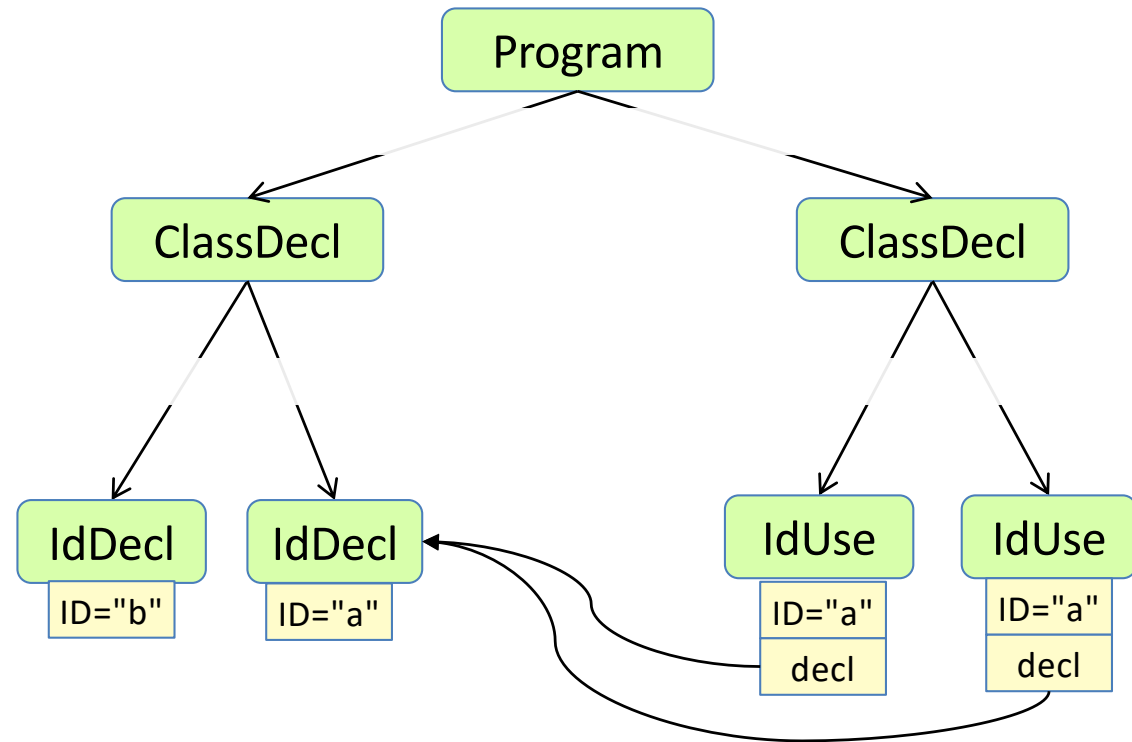 Program
ClassDecl
ClassDecl
IdDecl
IdDecl
IdUse
IdUse
ID="b"
ID="a"
ID="a"
ID="a"
decl
decl